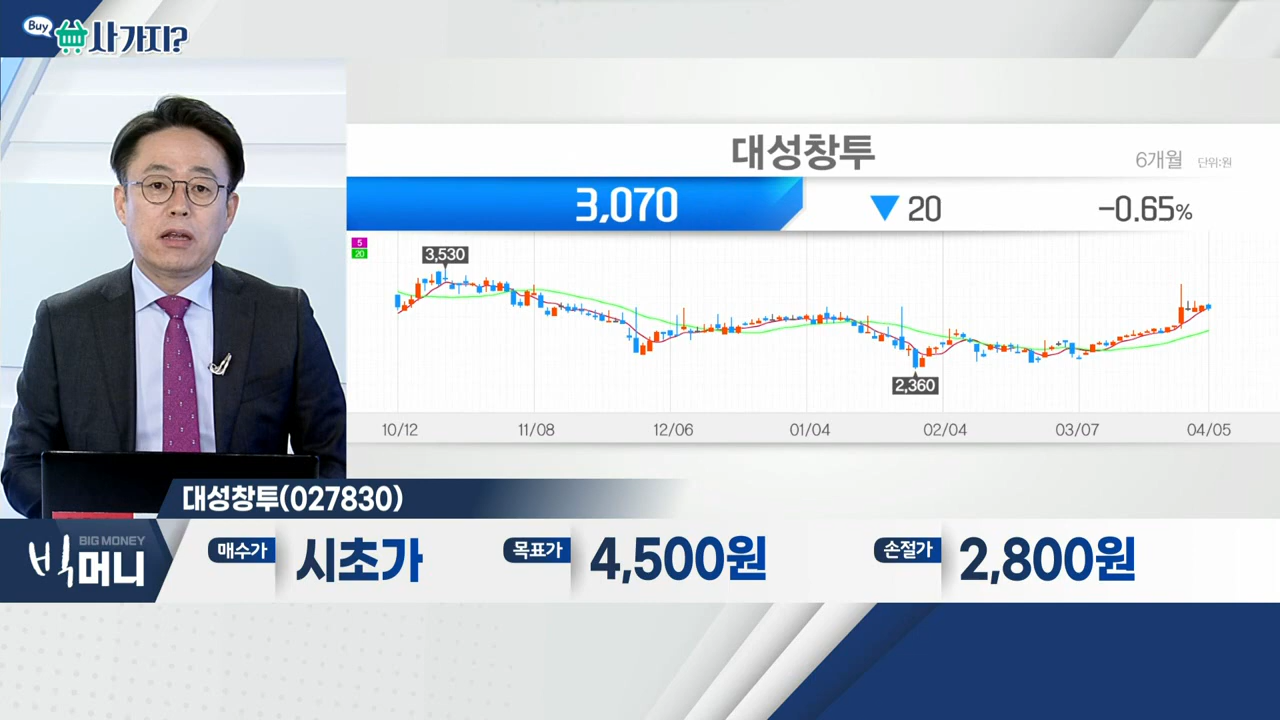 Buy
사가지?
대성창투
6개월 단위:원
3,070
▼ 20
-0.65%
5
20
3,530
2,360
10/12 11/08 12/06 01/04 02/04 03/07 04/05
대성창투(027830)
BIG MONEY
빅머니
매수가 시초가
목표가 4,500원
손절가 2,800원